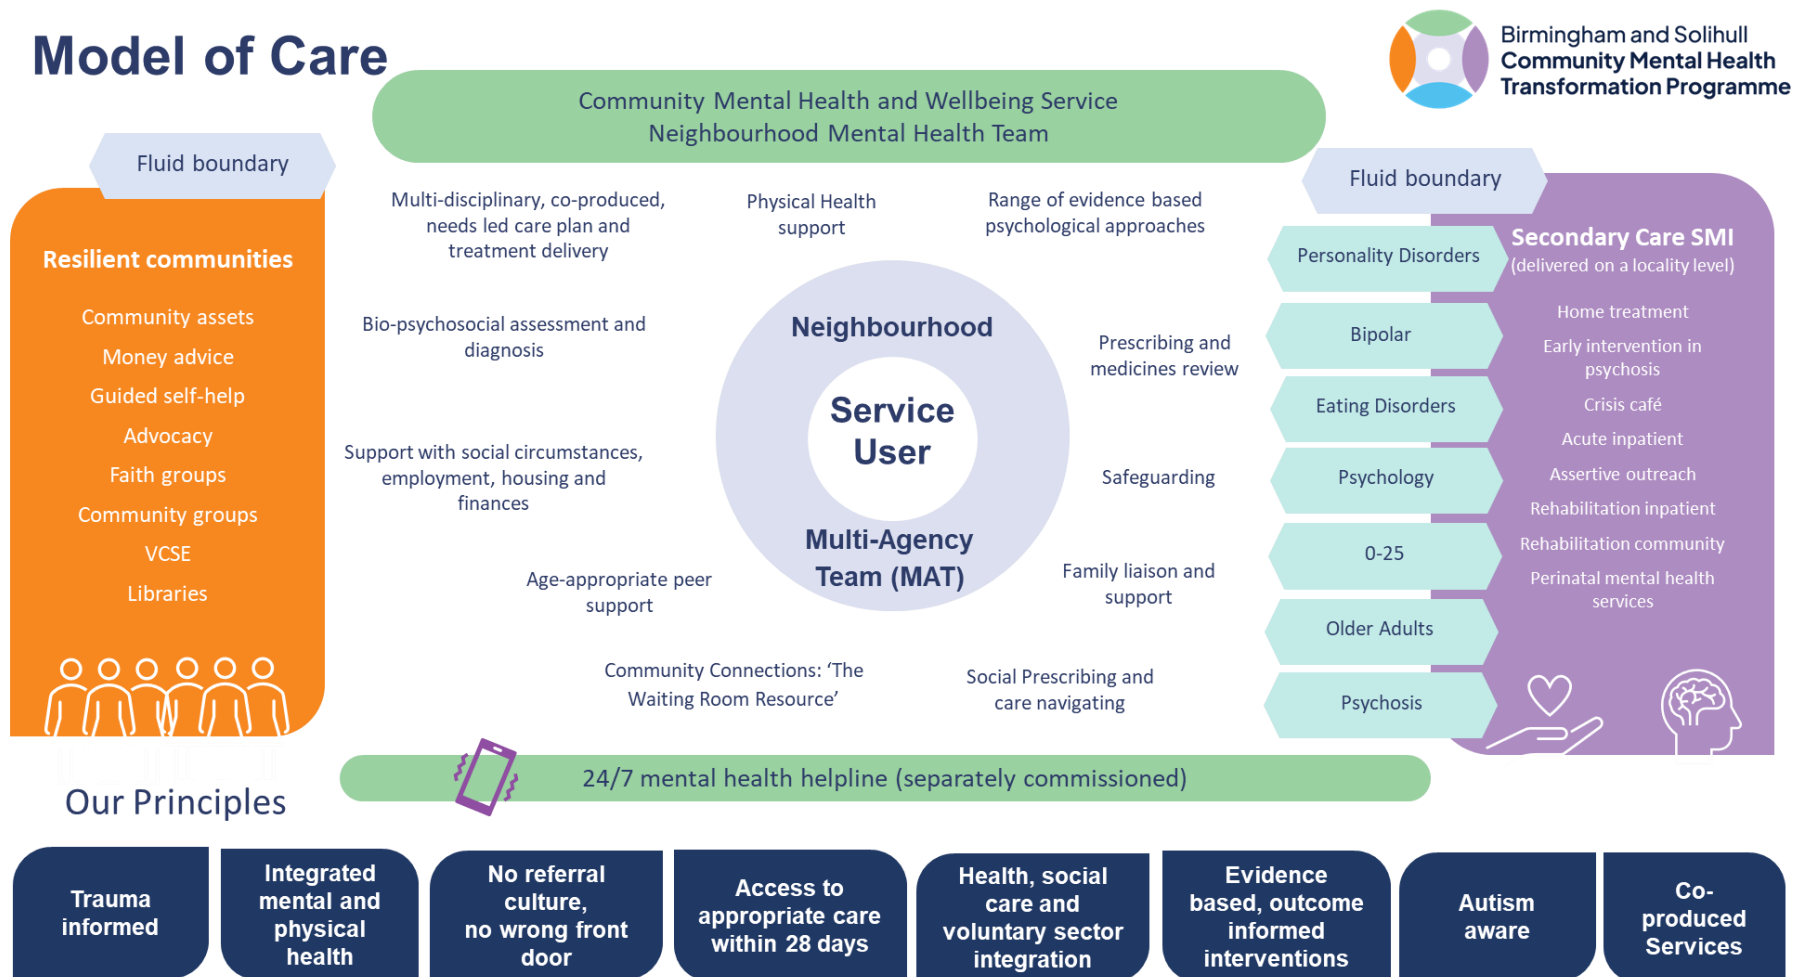 Model of Care
Birmingham and Solihull
Community Mental Health
Transformation Programme
Community Mental Health and Wellbeing Service
Neighbourhood Mental Health Team
Fluid boundary
Resilient communities
Community assets
Money advice
Guided self-help
Advocacy
Faith groups
Community groups
VCSE
Libraries
Multi-disciplinary, co-produced,
needs led care plan and
treatment delivery
Physical Health
support
Range of evidence based
psychological approaches
Bio-psychosocial assessment and
diagnosis
Prescribing and
medicines review
Support with social circumstances,
employment, housing and
finances
Safeguarding
Age-appropriate peer
support
Family liaison and
support
Community Connections: ‘The
Waiting Room Resource’
Social Prescribing and
care navigating
Neighbourhood
Service
User
Multi-Agency
Team (MAT)
Fluid boundary
Personality Disorders
Bipolar
Eating Disorders
Psychology
0-25
Older Adults
Psychosis
Secondary Care SMI
(delivered on a locality level)
Home treatment
Early intervention in
psychosis
Crisis café
Acute inpatient
Assertive outreach
Rehabilitation inpatient
Rehabilitation community
Perinatal mental health
services
24/7 mental health helpline (separately commissioned)
Our Principles
Trauma
informed
Integrated
mental and
physical
health
No referral
culture,
no wrong front
door
Access to
appropriate care
within 28 days
Health, social
care and
voluntary sector
integration
Evidence
based, outcome
informed
interventions
Autism
aware
Co-
produced
Services